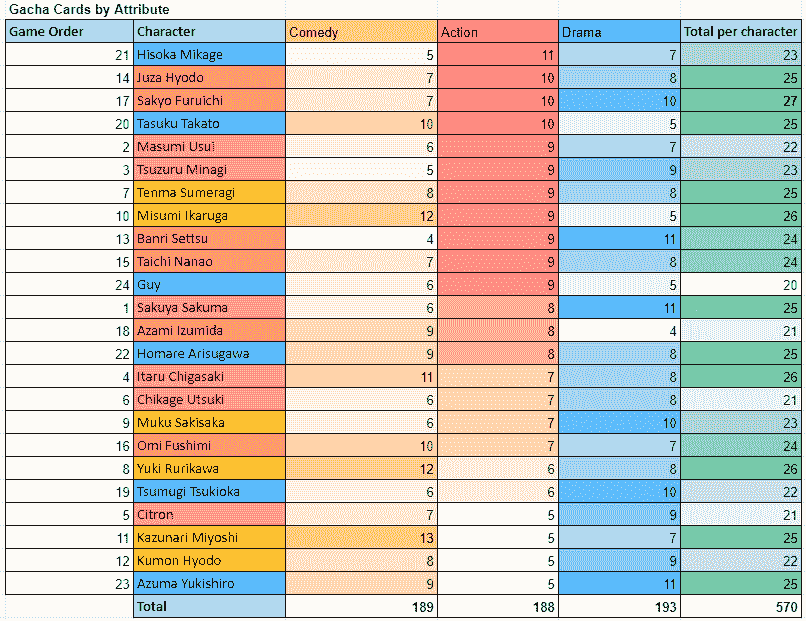 Gacha Cards by Attribute
Game Order Character Comedy Action Drama Total per character
21 Hisoka Mikage 5 11 7 23
14 Juza Hyodo 7 10 8 25
17 Sakyo Furuichi 7 10 10 27
20 Tasuku Takato 10 10 5 25
2 Masumi Usui 6 9 7 22
3 Tsuzuru Minagi 5 9 9 23
7 Tenma Sumeragi 8 9 8 25
10 Misumi Ikaruga 12 9 5 26
13 Banri Settsu 4 9 11 24
15 Taichi Nanao 7 9 8 24
24 Guy 6 9 5 20
1 Sakuya Sakuma 6 8 11 25
18 Azami Izumida 9 8 4 21
22 Homare Arisugawa 9 8 8 25
4 Itaru Chigasaki 11 7 8 26
6 Chikage Utsuki 6 7 8 21
9 Muku Sakisaka 6 7 10 23
16 Omi Fushimi 10 7 7 24
8 Yuki Rurikawa 12 6 8 26
19 Tsumugi Tsukioka 6 6 10 22
5 Citron 7 5 9 21
11 Kazunari Miyoshi 13 5 7 25
12 Kumon Hyodo 8 5 9 22
23 Azuma Yukishiro 9 5 11 25
Total 189 188 193 570